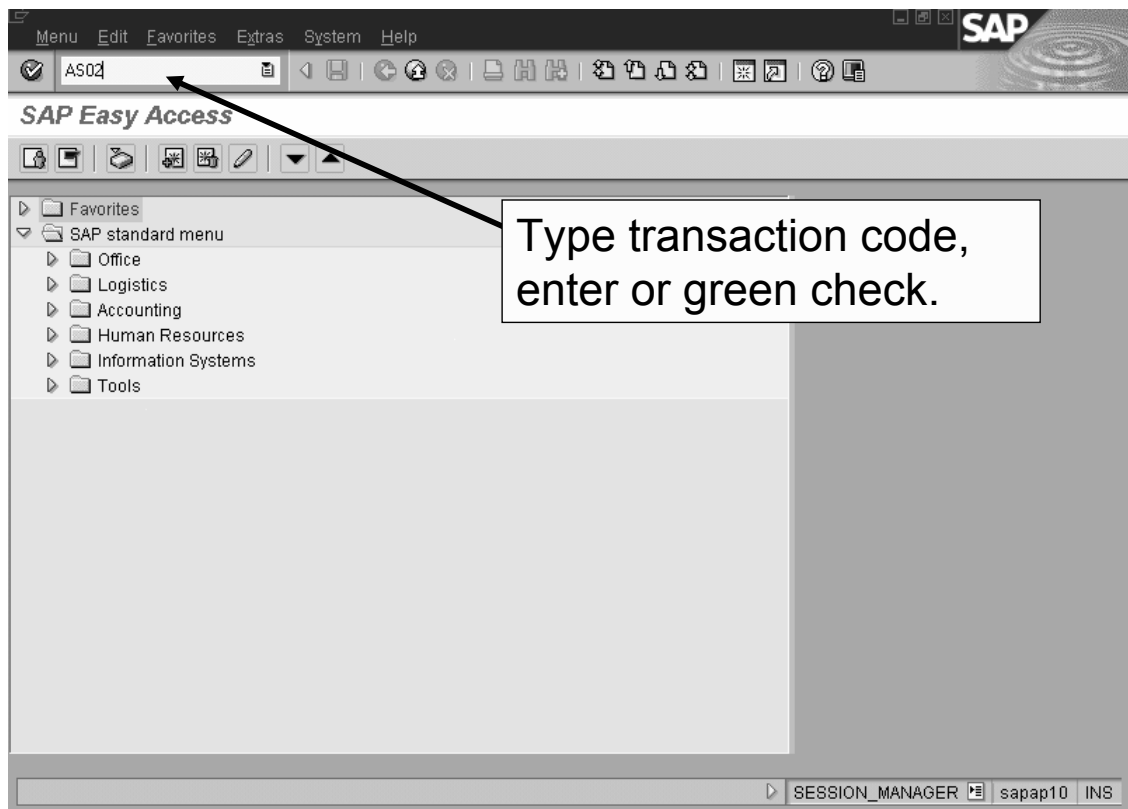 Menu Edit Favorites Extras System Help
SAP
AS02
SAP Easy Access
Favorites
SAP standard menu
Office
Logistics
Accounting
Human Resources
Information Systems
Tools
Type transaction code,
enter or green check.
SESSION_MANAGER sapap10 INS